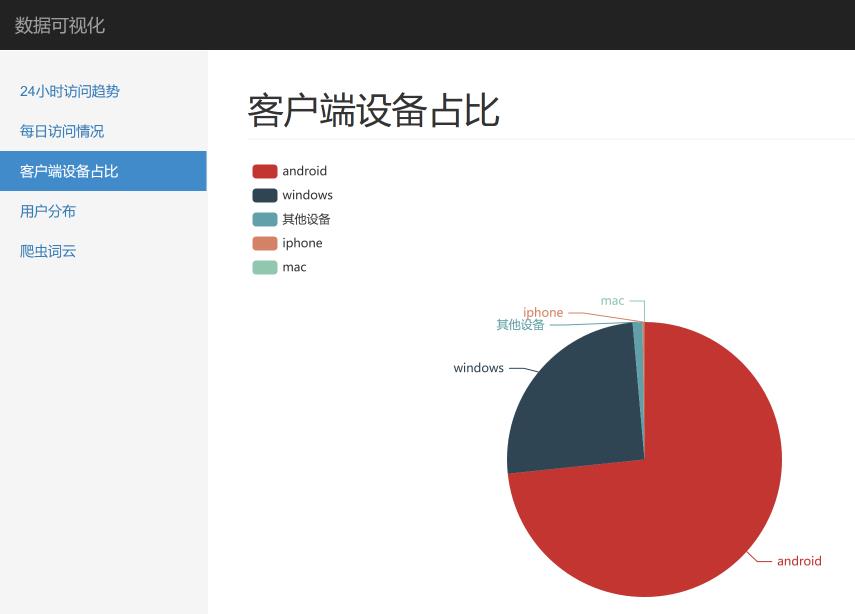 数据可视化
24小时访问趋势
每日访问情况
客户端设备占比
用户分布
爬虫词云
客户端设备占比
android
windows
其他设备
iphone
mac
mac
iphone
其他设备
windows
android